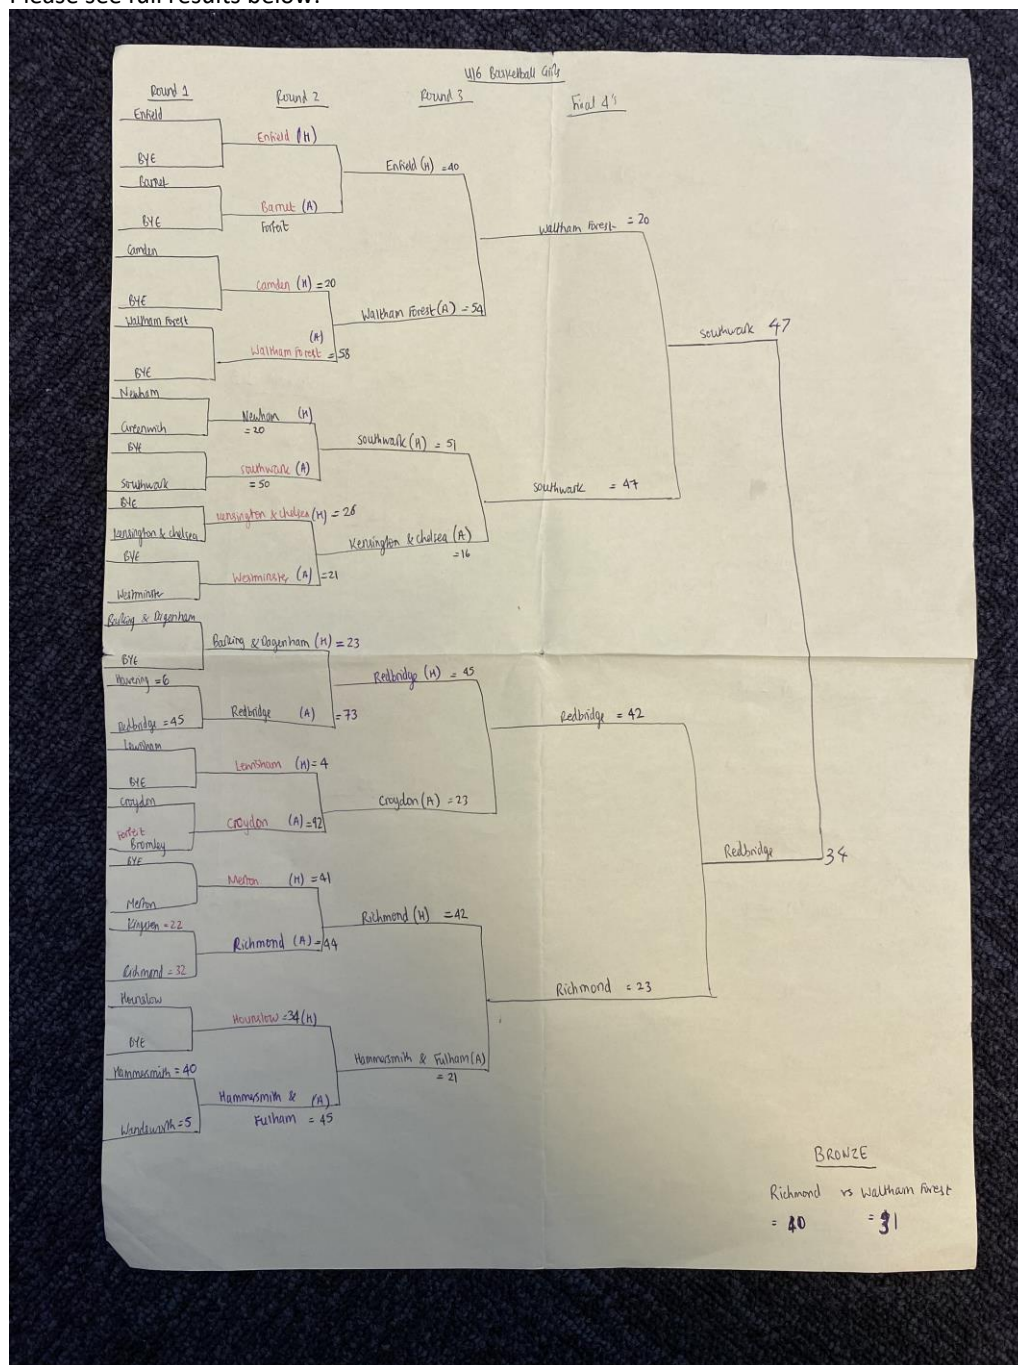 Please see full results below:
U16 Basketball Girls
Round 1
Round 2
Round 3
Final 4's
Enfield
BYE
Barnet
BYE
Camden
BYE
Waltham Forest
BYE
Newham
Greenwich
BYE
Southwark
BYE
Kensington & Chelsea
BYE
Westminster
Barking & Dagenham
BYE
Havering = 6
Redbridge = 45
Lewisham
BYE
Croydon
Forfeit
Bromley
BYE
Merton
Kingston = 22
Richmond = 32
Hounslow
BYE
Hammersmith = 40
Wandsworth = 5
Enfield (H)
Barnet (A)
Forfeit
Camden (H) = 20
(A)
Waltham Forest = 58
Newham (H)
= 20
Southwark (A)
= 50
Kensington & Chelsea (H) = 28
Westminster (A) = 21
Barking & Dagenham (H) = 23
Redbridge (A) = 73
Lewisham (H) = 4
Croydon (A) = 42
Merton (H) = 41
Richmond (A) = 44
Hounslow = 34 (H)
Hammersmith & (A)
Fulham = 45
Enfield (H) = 40
Waltham Forest (A) = 54
Southwark (H) = 51
Kensington & Chelsea (A)
= 16
Redbridge (H) = 45
Croydon (A) = 23
Richmond (H) = 42
Hammersmith & Fulham (A)
= 21
Waltham Forest = 20
Southwark = 47
Redbridge = 42
Richmond = 23
Southwark 47
Redbridge 34
BRONZE
Richmond vs Waltham Forest